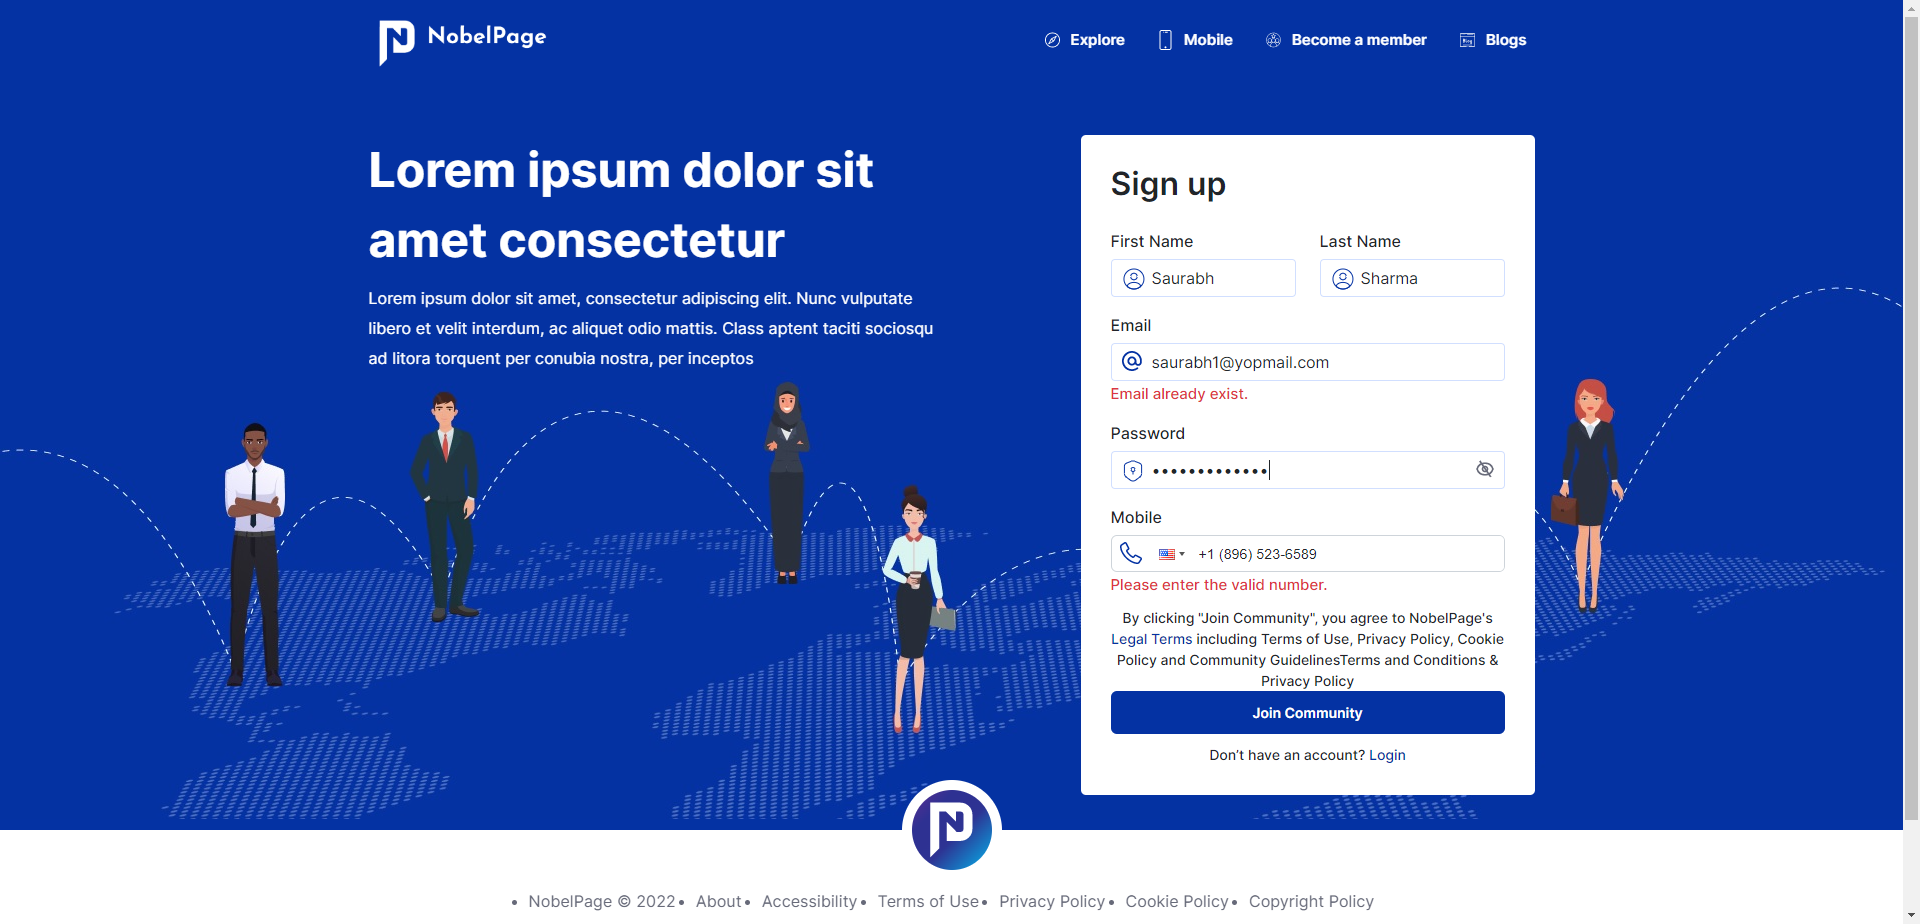 NobelPage
Explore
Mobile
Become a member
Blogs
Lorem ipsum dolor sit
amet consectetur
Lorem ipsum dolor sit amet, consectetur adipiscing elit. Nunc vulputate
libero et velit interdum, ac aliquet odio mattis. Class aptent taciti sociosqu
ad litora torquent per conubia nostra, per inceptos
Sign up
First Name
Last Name
Saurabh
Sharma
Email
saurabh1@yopmail.com
Email already exist.
Password
•••••••••••••
Mobile
+1 (896) 523-6589
Please enter the valid number.
By clicking "Join Community", you agree to NobelPage's
Legal Terms including Terms of Use, Privacy Policy, Cookie
Policy and Community GuidelinesTerms and Conditions &
Privacy Policy
Join Community
Don't have an account? Login
• NobelPage © 2022 • About • Accessibility • Terms of Use • Privacy Policy • Cookie Policy • Copyright Policy